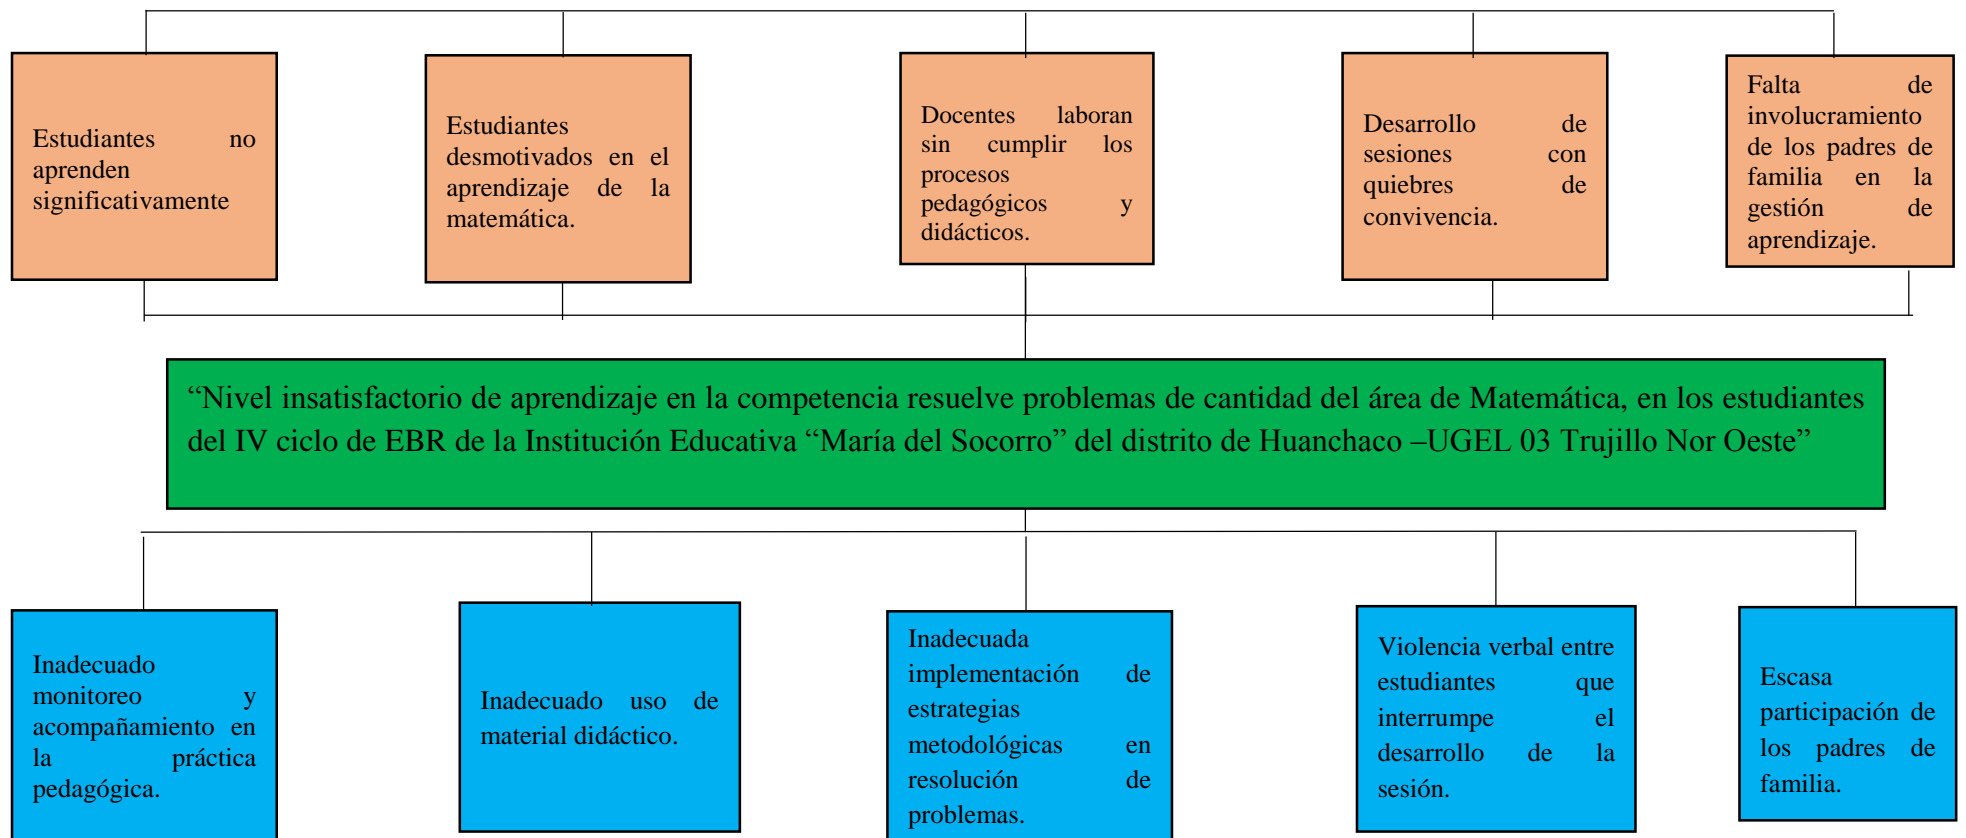 Estudiantes no
aprenden
significativamente
Estudiantes
desmotivados en el
aprendizaje de la
matemática.
Docentes laboran
sin cumplir los
procesos
pedagógicos y
didácticos.
Desarrollo de
sesiones con
quiebres de
convivencia.
Falta de
involucramiento
de los padres de
familia en la
gestión de
aprendizaje.
“Nivel insatisfactorio de aprendizaje en la competencia resuelve problemas de cantidad del área de Matemática, en los estudiantes
del IV ciclo de EBR de la Institución Educativa “María del Socorro” del distrito de Huanchaco –UGEL 03 Trujillo Nor Oeste”
Inadecuado
monitoreo y
acompañamiento en
la práctica
pedagógica.
Inadecuado uso de
material didáctico.
Inadecuada
implementación de
estrategias
metodológicas en
resolución de
problemas.
Violencia verbal entre
estudiantes que
interrumpe el
desarrollo de la
sesión.
Escasa
participación de
los padres de
familia.